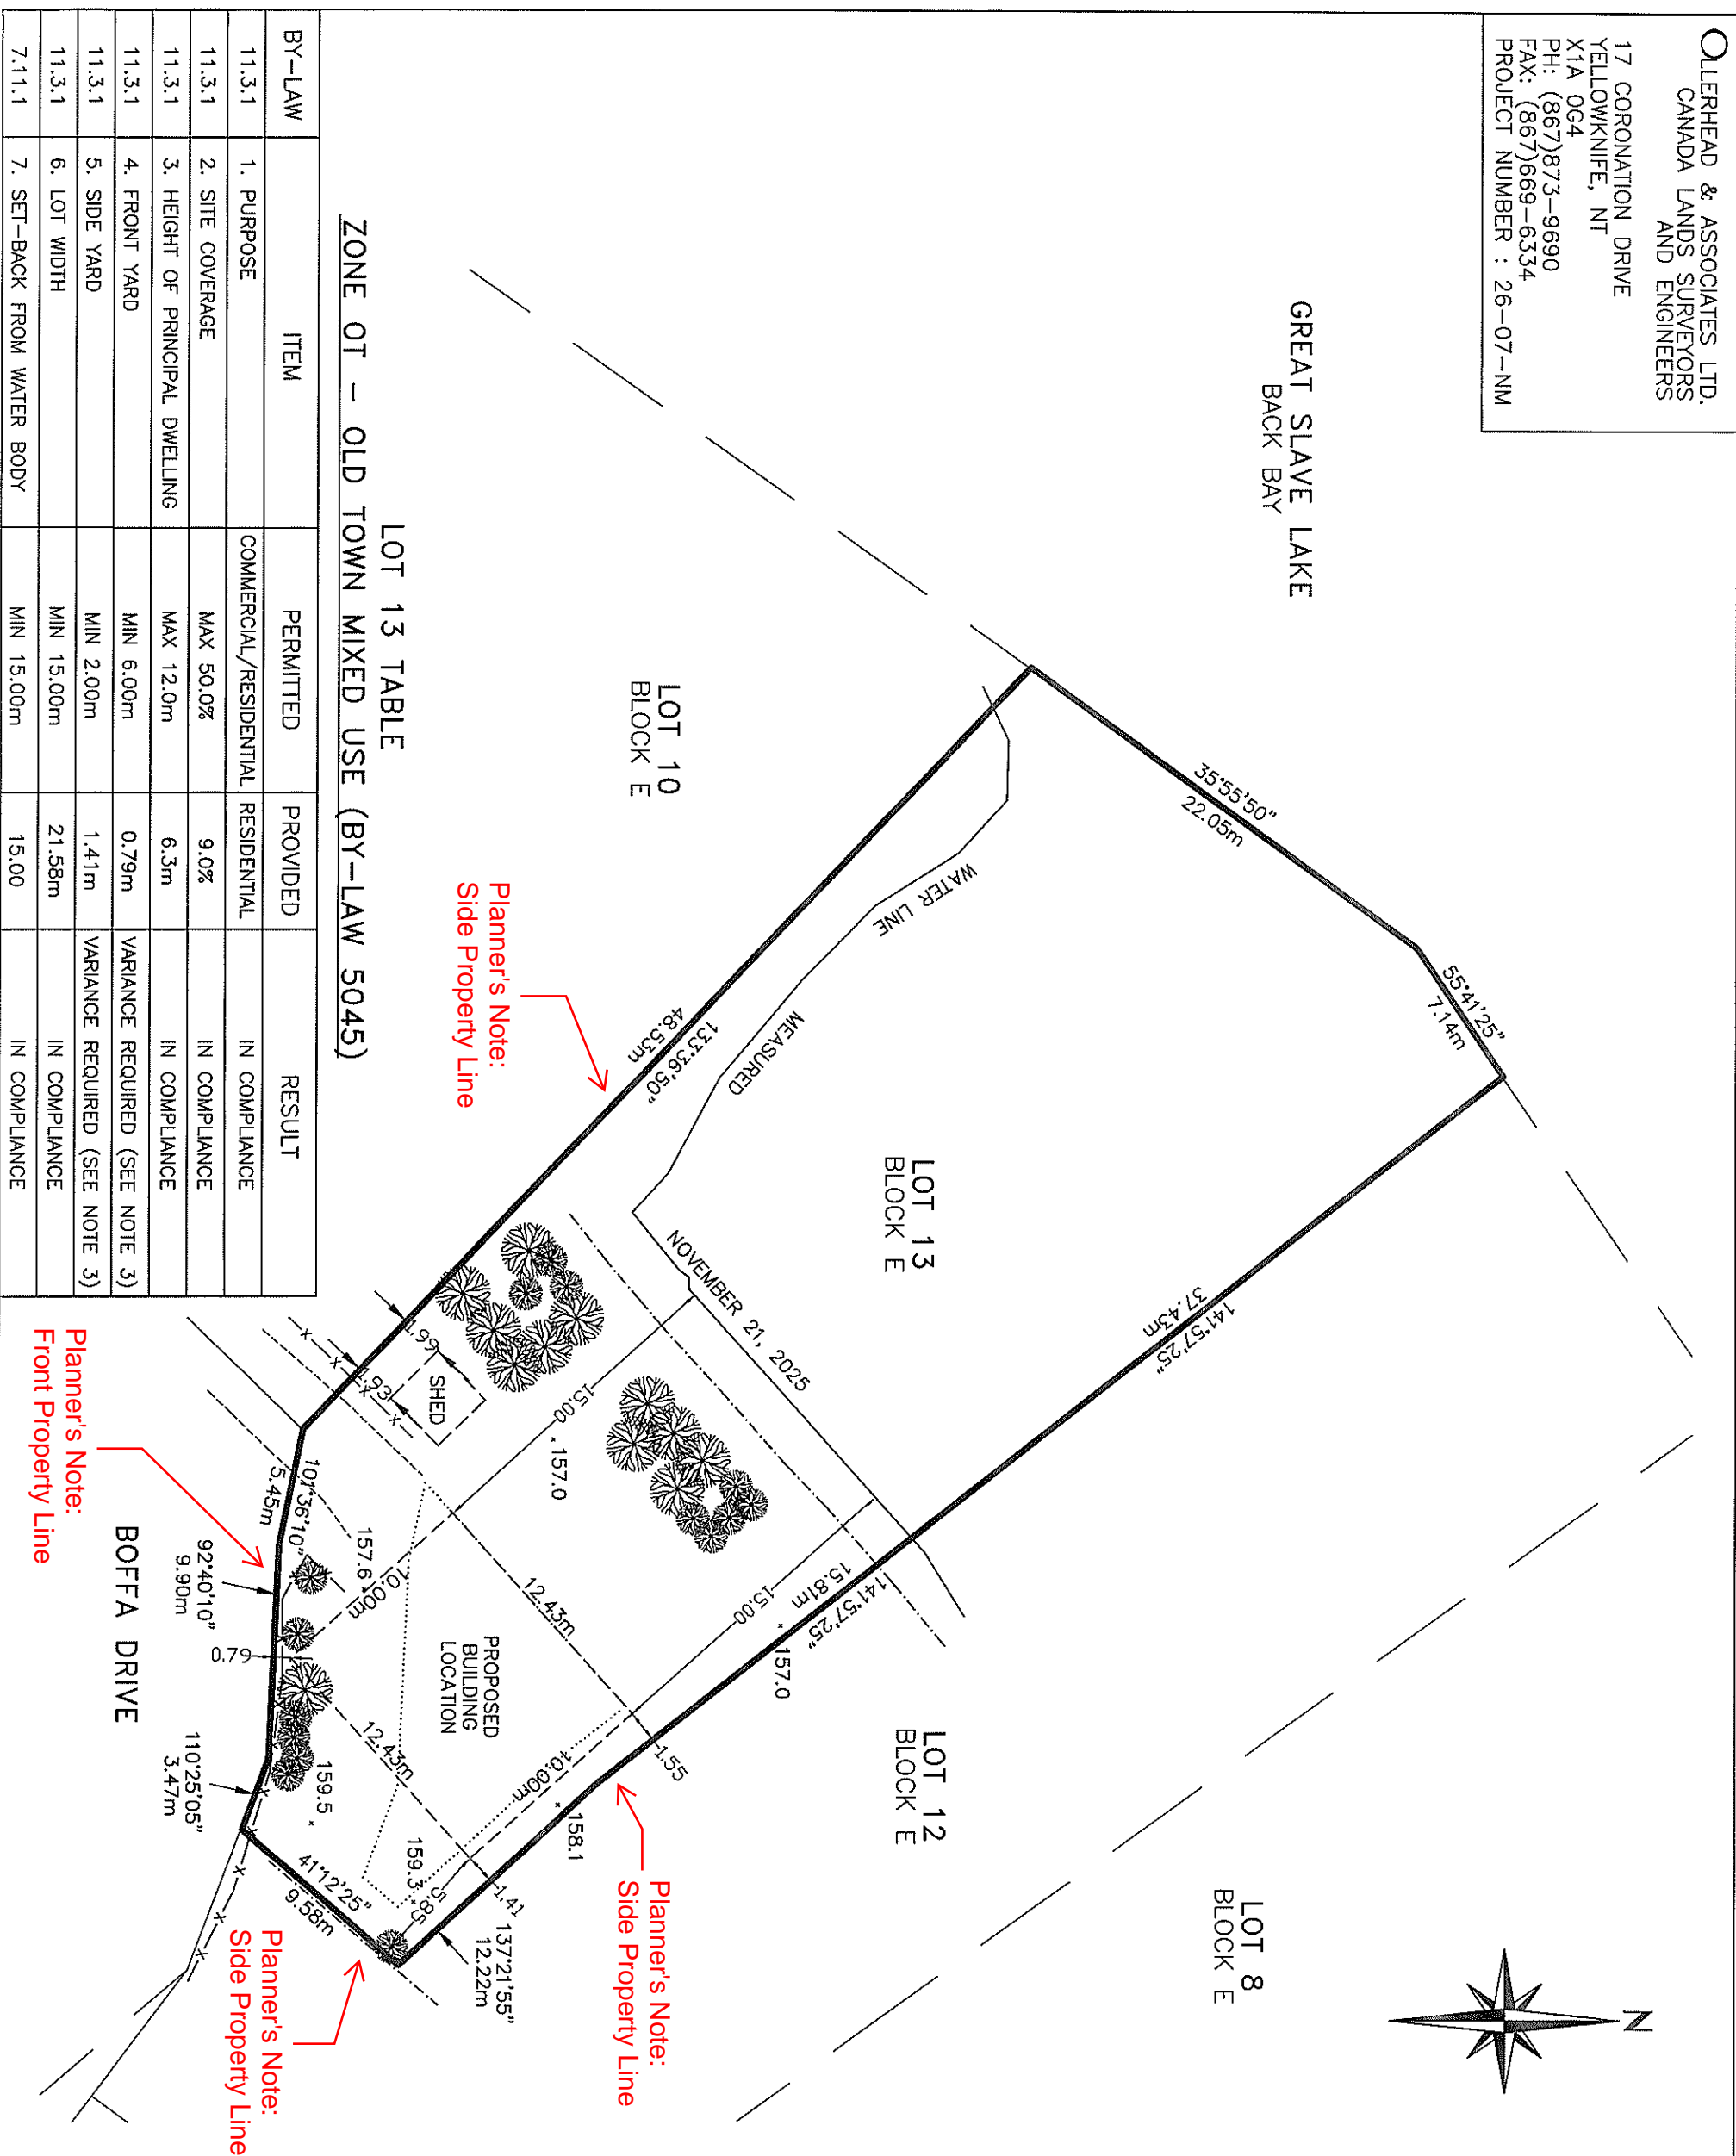 OLLERHEAD & ASSOCIATES LTD.
CANADA LANDS SURVEYORS
AND ENGINEERS
17 CORONATION DRIVE
YELLOWKNIFE, NT
X1A 0G4
PH: (867)873-9690
FAX: (867)669-6334
PROJECT NUMBER : 26-07-NM
GREAT SLAVE LAKE
BACK BAY
N
LOT 8
BLOCK E
35°55'50"
22.05m
55°41'25"
7.14m
LOT 10
BLOCK E
WATER LINE
MEASURED
NOVEMBER 21, 2025
LOT 13
BLOCK E
141°57'25"
37.43m
LOT 12
BLOCK E
133°36'50"
48.53m
Planner's Note:
Side Property Line
141°57'25"
15.81m
157.0
15.00
15.00
157.0
1.99
1.93
SHED
X
X
X
X
12.43m
1.55
10.00m
158.1
Planner's Note:
Side Property Line
PROPOSED
BUILDING
LOCATION
157.6
10.00m
12.43m
159.3
5.85
1.41
137°21'55"
12.22m
159.5
101°36'10"
5.45m
92°40'10"
9.90m
0.79
110°25'05"
3.47m
41°12'25"
9.58m
X
X
X
X
X
Planner's Note:
Side Property Line
BOFFA DRIVE
Planner's Note:
Front Property Line
LOT 13 TABLE
ZONE OT - OLD TOWN MIXED USE (BY-LAW 5045)
BY-LAW ITEM PERMITTED PROVIDED RESULT
11.3.1 1. PURPOSE COMMERCIAL/RESIDENTIAL RESIDENTIAL IN COMPLIANCE
11.3.1 2. SITE COVERAGE MAX 50.0% 9.0% IN COMPLIANCE
11.3.1 3. HEIGHT OF PRINCIPAL DWELLING MAX 12.0m 6.3m IN COMPLIANCE
11.3.1 4. FRONT YARD MIN 6.00m 0.79m VARIANCE REQUIRED (SEE NOTE 3)
11.3.1 5. SIDE YARD MIN 2.00m 1.41m VARIANCE REQUIRED (SEE NOTE 3)
11.3.1 6. LOT WIDTH MIN 15.00m 21.58m IN COMPLIANCE
7.11.1 7. SET-BACK FROM WATER BODY MIN 15.00m 15.00 IN COMPLIANCE